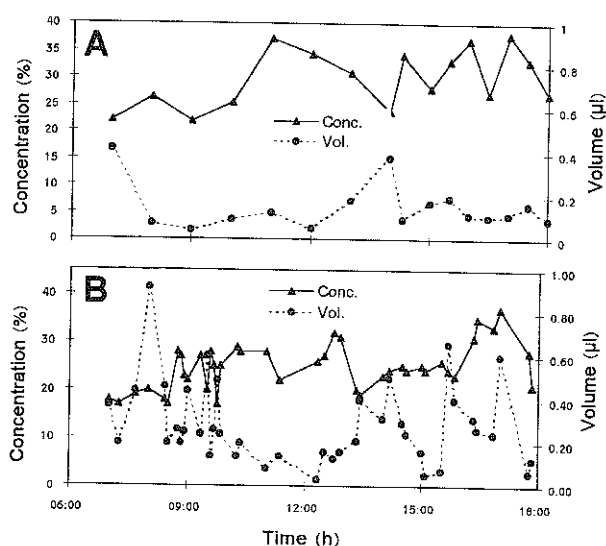 A
Concentration (%)
40
35
30
25
20
15
10
5
0
Conc.
Vol.
1
0.8
0.6
0.4
0.2
0
Volume (µl)
B
Concentration (%)
40
30
20
10
0
Conc.
Vol.
1.00
0.80
0.60
0.40
0.20
0.00
Volume (µl)
06:00
09:00
12:00
15:00
18:00
Time (h)